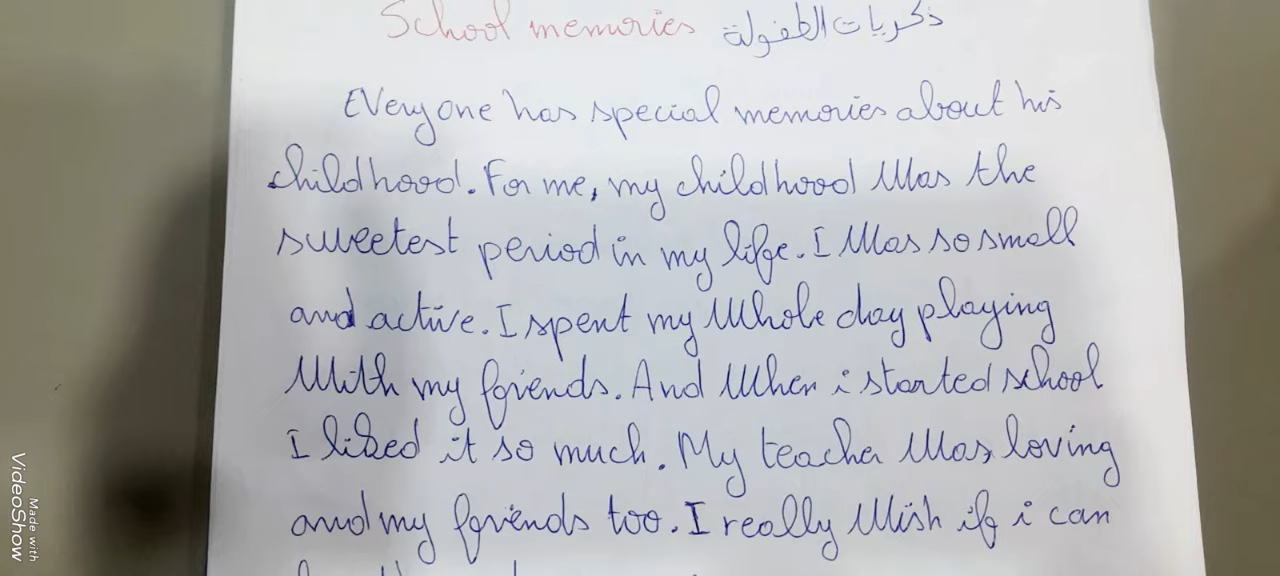 School memories ذكريات الطفولة
Everyone has special memories about his
childhood. For me, my childhood Was the
sweetest period in my life. I Was so small
and active. I spent my Whole day playing
With my friends. And When i started school
I liked it so much. My teacher Was loving
and my friends too. I really Wish if i can
Made with
VideoShow